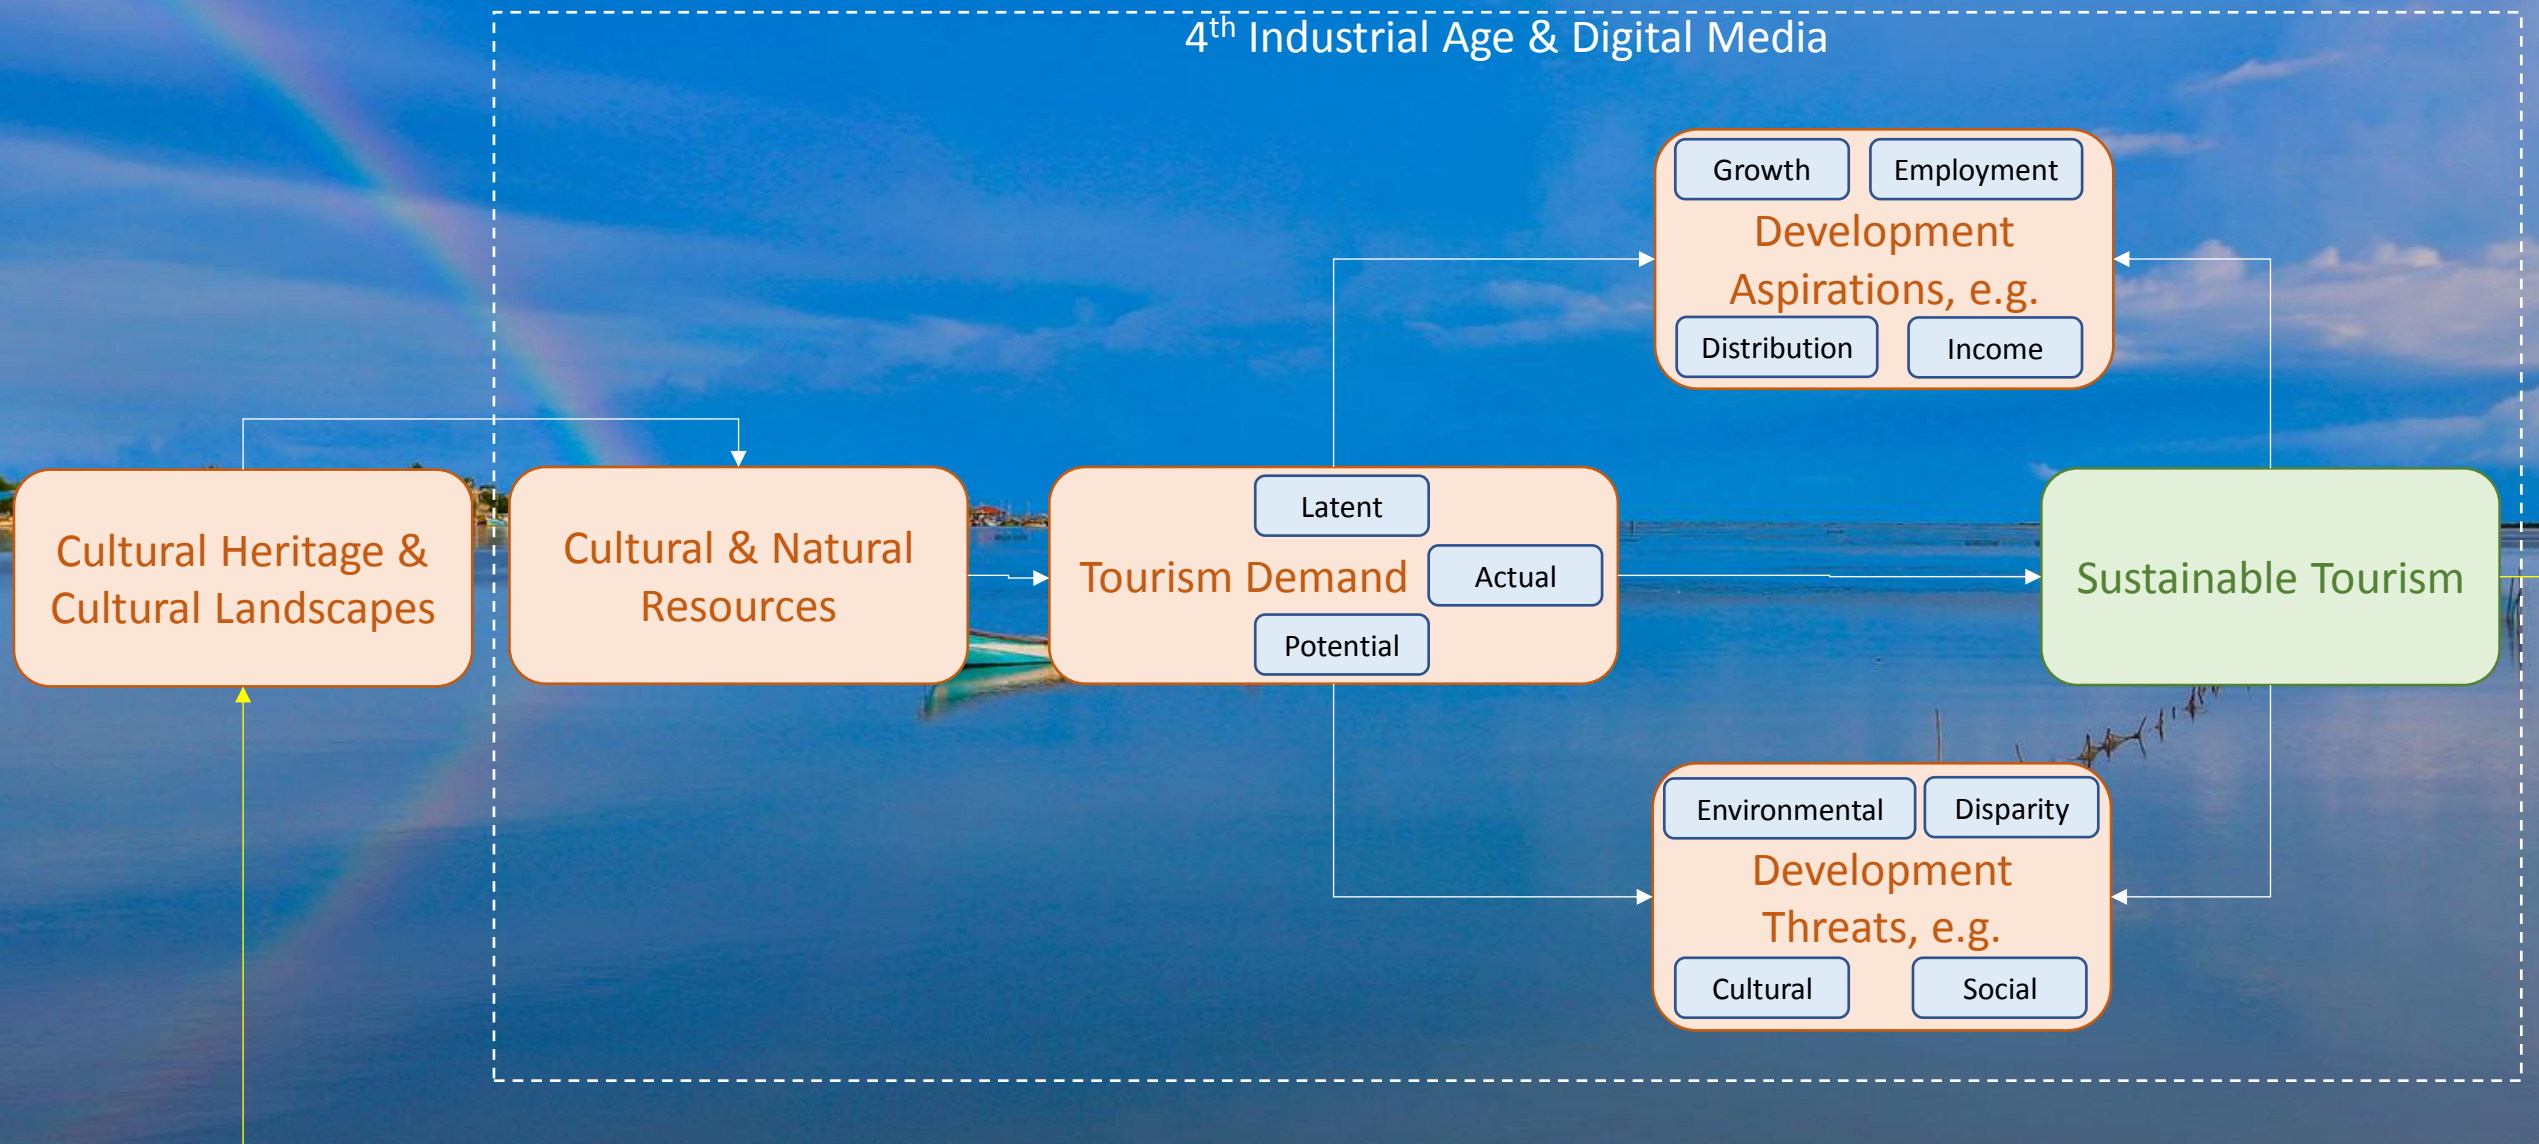 4th Industrial Age & Digital Media
Growth
Employment
Development
Aspirations, e.g.
Distribution
Income
Cultural Heritage &
Cultural Landscapes
Cultural & Natural
Resources
Latent
Tourism Demand
Actual
Potential
Sustainable Tourism
Environmental
Disparity
Development
Threats, e.g.
Cultural
Social